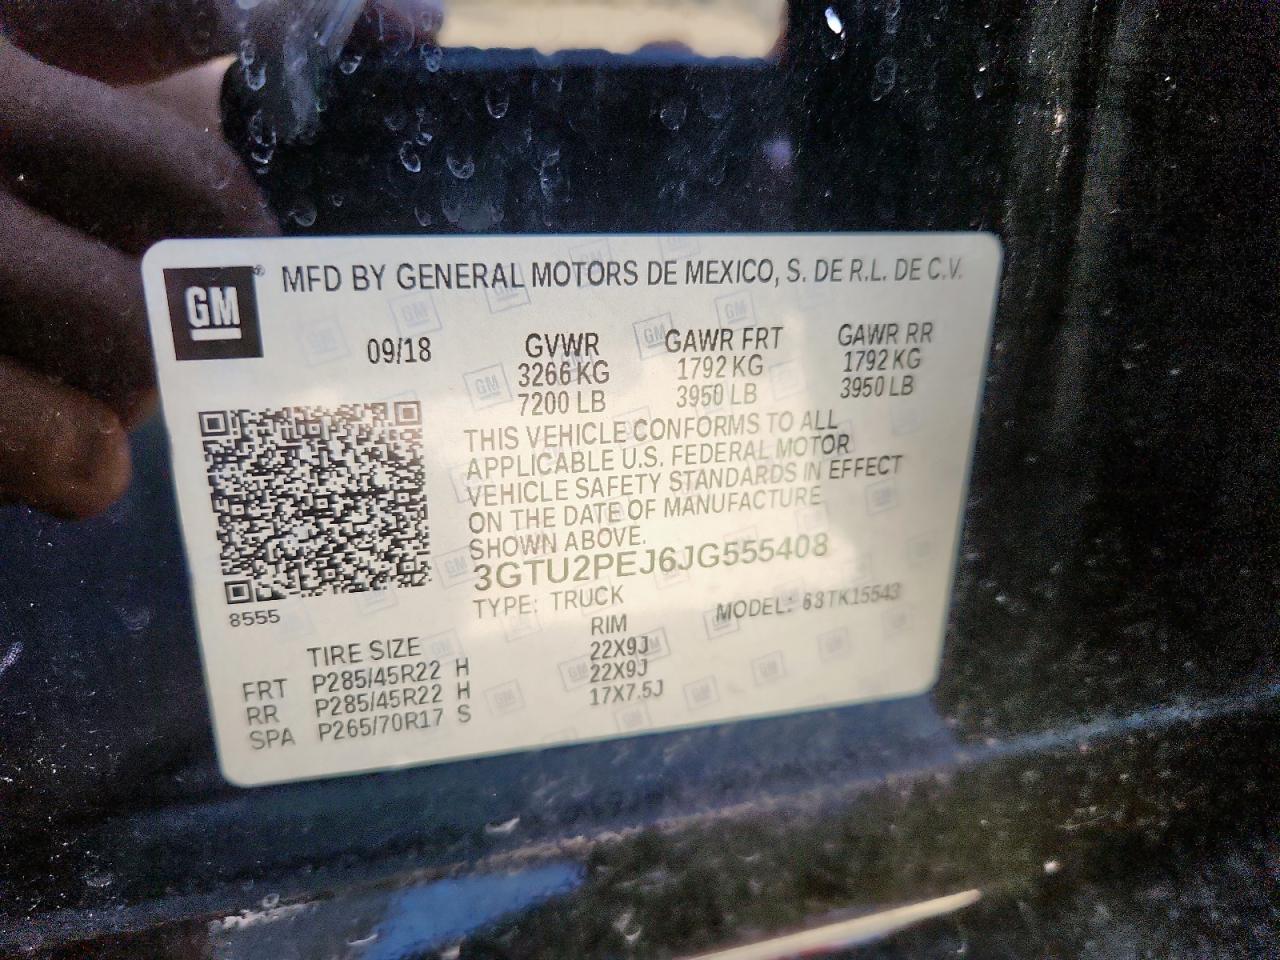 GM ® MFD BY GENERAL MOTORS DE MEXICO, S. DE R.L. DE C.V.
09/18 GVWR GAWR FRT GAWR RR
3266 KG 1792 KG 1792 KG
7200 LB 3950 LB 3950 LB
THIS VEHICLE CONFORMS TO ALL
APPLICABLE U.S. FEDERAL MOTOR
VEHICLE SAFETY STANDARDS IN EFFECT
ON THE DATE OF MANUFACTURE
SHOWN ABOVE.
3GTU2PEJ6JG555408
8555 TYPE: TRUCK MODEL: 68TK15543
TIRE SIZE RIM
FRT P285/45R22 H 22X9J
RR P285/45R22 H 22X9J
SPA P265/70R17 S 17X7.5J